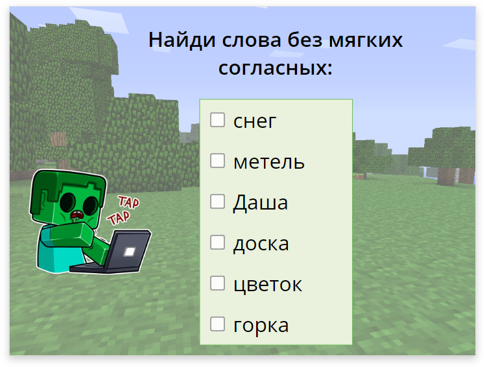 Найди слова без мягких
согласных:
снег
метель
Даша
TAP
TAP
доска
цветок
горка